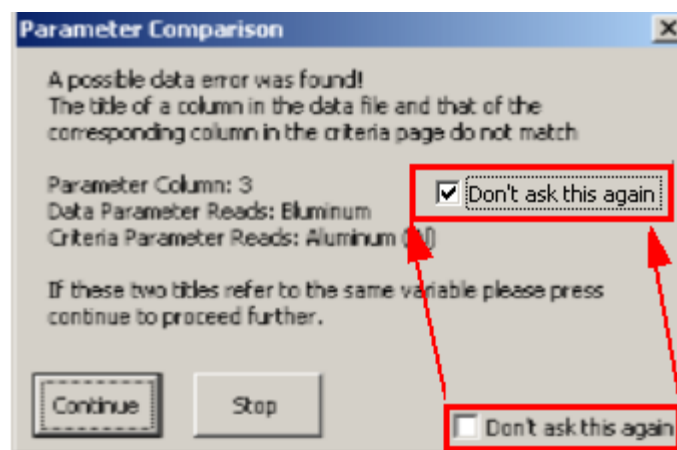 Parameter Comparison
A possible data error was found!
The title of a column in the data file and that of the
corresponding column in the criteria page do not match
Parameter Column: 3
Don't ask this again
Data Parameter Reads: Eluminum
Criteria Parameter Reads: Aluminum
If these two titles refer to the same variable please press
continue to proceed further.
Continue
Stop
Don't ask this again